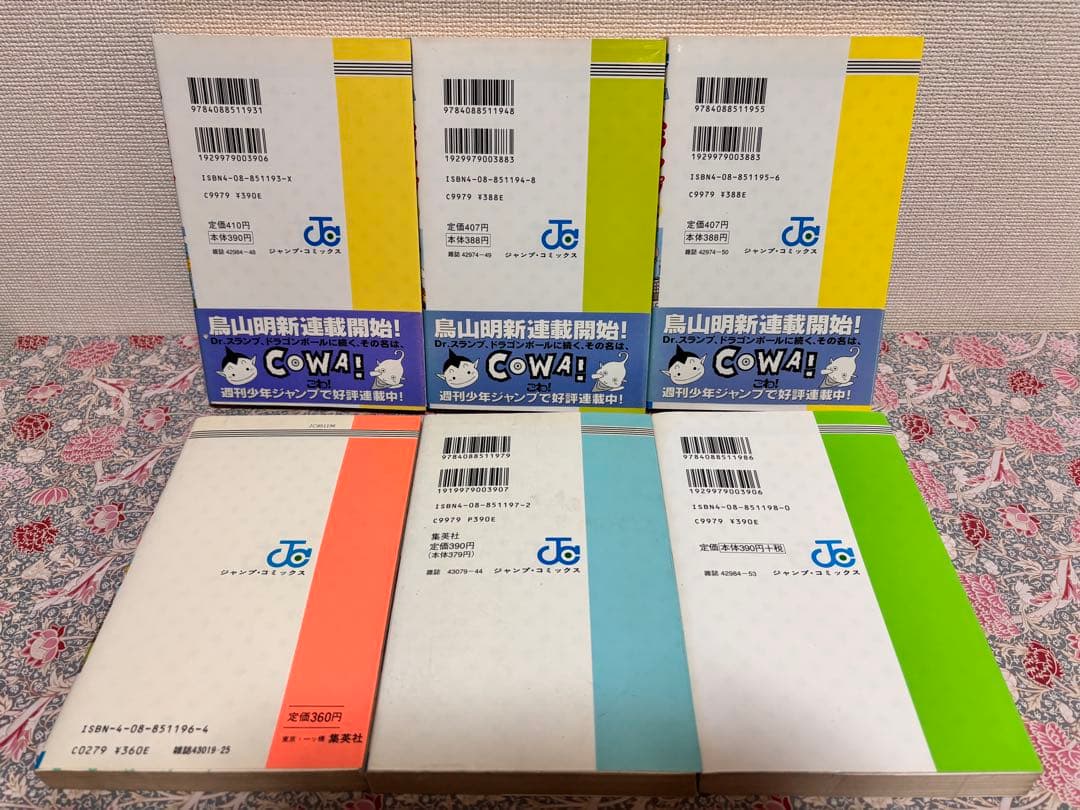 9784088511931
1929979003906
ISBN4-08-851193-X
C9979 ¥390E
定価410円
本体390円
雑誌 42984-48
ジャンプ・コミックス
鳥山明新連載開始!
Dr.スランプ、ドラゴンボールに続く、その名は、
COWA!
こわ!
週刊少年ジャンプで好評連載中!
9784088511948
1929979003883
ISBN4-08-851194-8
C9979 ¥388E
定価407円
本体388円
雑誌 42974-49
ジャンプ・コミックス
鳥山明新連載開始!
Dr.スランプ、ドラゴンボールに続く、その名は、
COWA!
こわ!
週刊少年ジャンプで好評連載中!
9784088511955
1929979003883
ISBN4-08-851195-6
C9979 ¥388E
定価407円
本体388円
雑誌 42974-50
ジャンプ・コミックス
鳥山明新連載開始!
Dr.スランプ、ドラゴンボールに続く、その名は、
COWA!
こわ!
週刊少年ジャンプで好評連載中!
JC851196
ジャンプ・コミックス
定価360円
東京・一ツ橋 集英社
ISBN-4-08-851196-4
C0279 ¥360E 雑誌43019-25
9784088511979
1919979003907
ISBN4-08-851197-2
C9979 P390E
集英社
定価390円
(本体379円)
雑誌 43079-44
ジャンプ・コミックス
9784088511986
1929979003906
ISBN4-08-851198-0
C9979 ¥390E
定価 本体390円+税
雑誌 42984-53
ジャンプ・コミックス